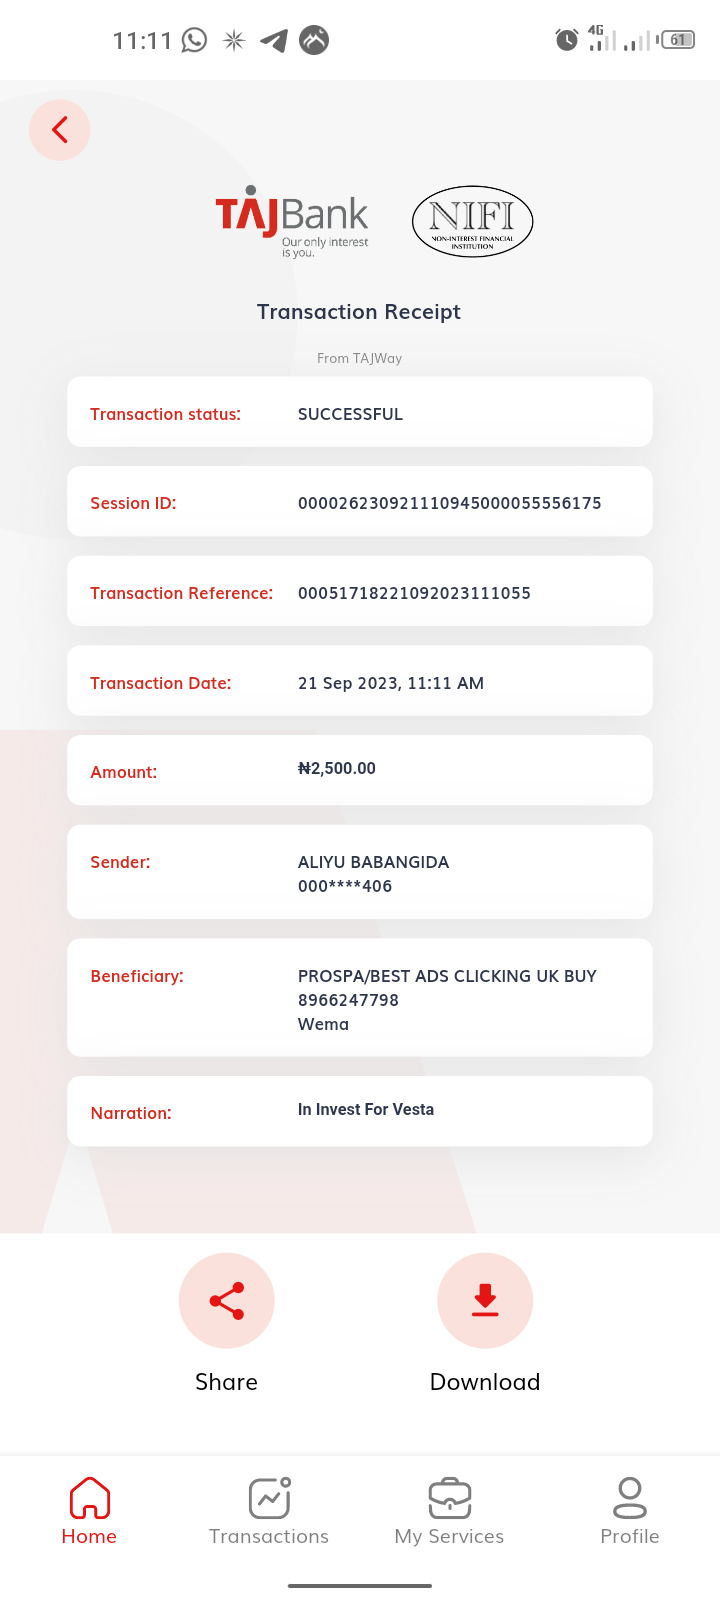 11:11
4G
61
TAJBank
Our only interest
is you.
NIFI
NON-INTEREST FINANCIAL
INSTITUTION
Transaction Receipt
From TAJWay
Transaction status: SUCCESSFUL
Session ID: 000026230921110945000055556175
Transaction Reference: 00051718221092023111055
Transaction Date: 21 Sep 2023, 11:11 AM
Amount: ₦2,500.00
Sender: ALIYU BABANGIDA
000****406
Beneficiary: PROSPA/BEST ADS CLICKING UK BUY
8966247798
Wema
Narration: In Invest For Vesta
Share Download
Home Transactions My Services Profile